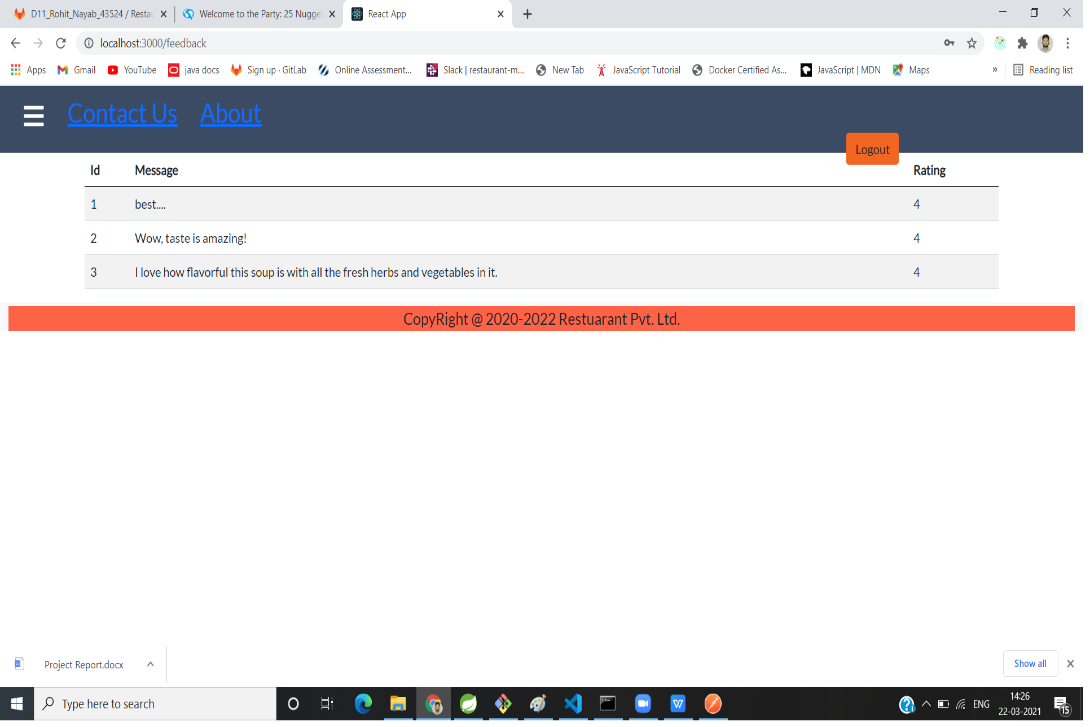 D11_Rohit_Nayab_43524 / Restau
Welcome to the Party: 25 Nugge
React App
localhost:3000/feedback
Apps Gmail YouTube java docs Sign up · GitLab Online Assessment... Slack | restaurant-m... New Tab JavaScript Tutorial Docker Certified As... JavaScript | MDN Maps » Reading list
Contact Us About
Logout
Id Message Rating
1 best.... 4
2 Wow, taste is amazing! 4
3 I love how flavorful this soup is with all the fresh herbs and vegetables in it. 4
CopyRight @ 2020-2022 Restuarant Pvt. Ltd.
Project Report.docx
Show all
Type here to search
ENG
14:26
22-03-2021
15